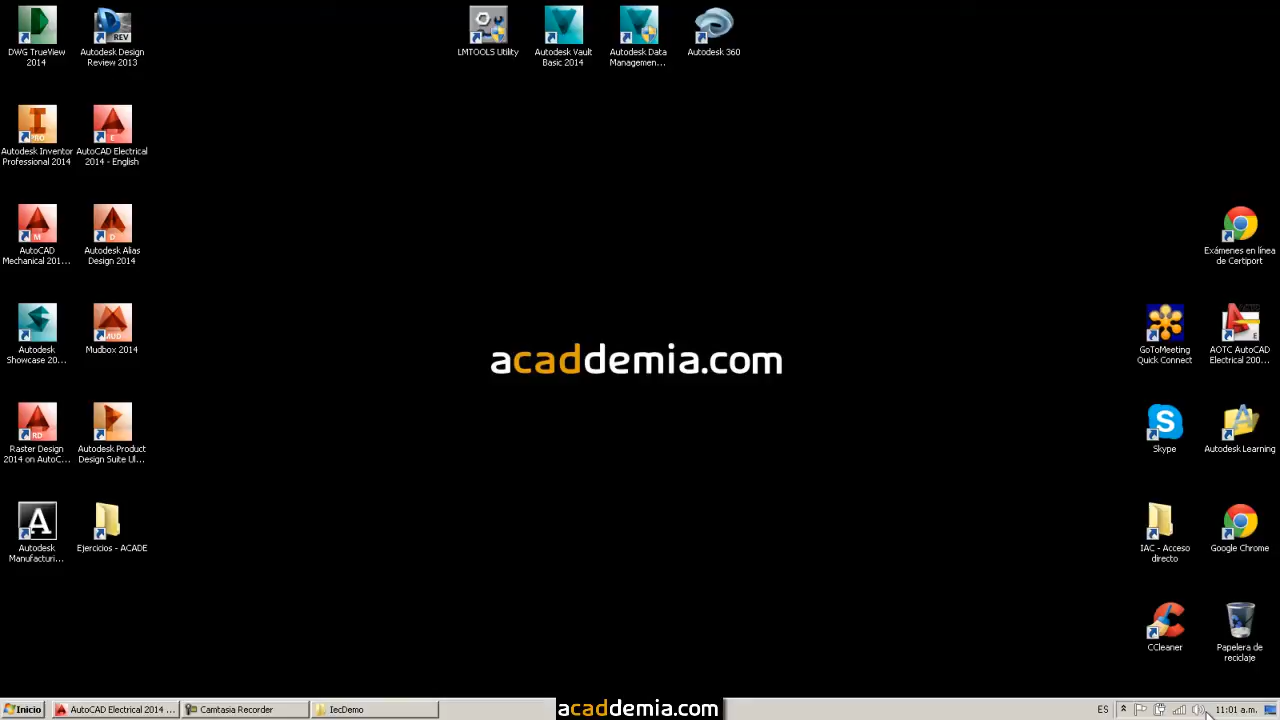 DWG TrueView
2014
Autodesk Design
Review 2013
LMTOOLS Utility
Autodesk Vault
Basic 2014
Autodesk Data
Managemen...
Autodesk 360
Autodesk Inventor
Professional 2014
AutoCAD Electrical
2014 - English
AutoCAD
Mechanical 201...
Autodesk Alias
Design 2014
Exámenes en línea
de Certiport
Autodesk
Showcase 20...
Mudbox 2014
acaddemia.com
GoToMeeting
Quick Connect
AOTC AutoCAD
Electrical 200...
Raster Design
2014 on AutoC...
Autodesk Product
Design Suite Ul...
Skype
Autodesk Learning
Autodesk
Manufacturi...
Ejercicios - ACADE
IAC - Acceso
directo
Google Chrome
CCleaner
Papelera de
reciclaje
Inicio
AutoCAD Electrical 2014 ...
Camtasia Recorder
IecDemo
acaddemia.com
ES
11:01 a.m.